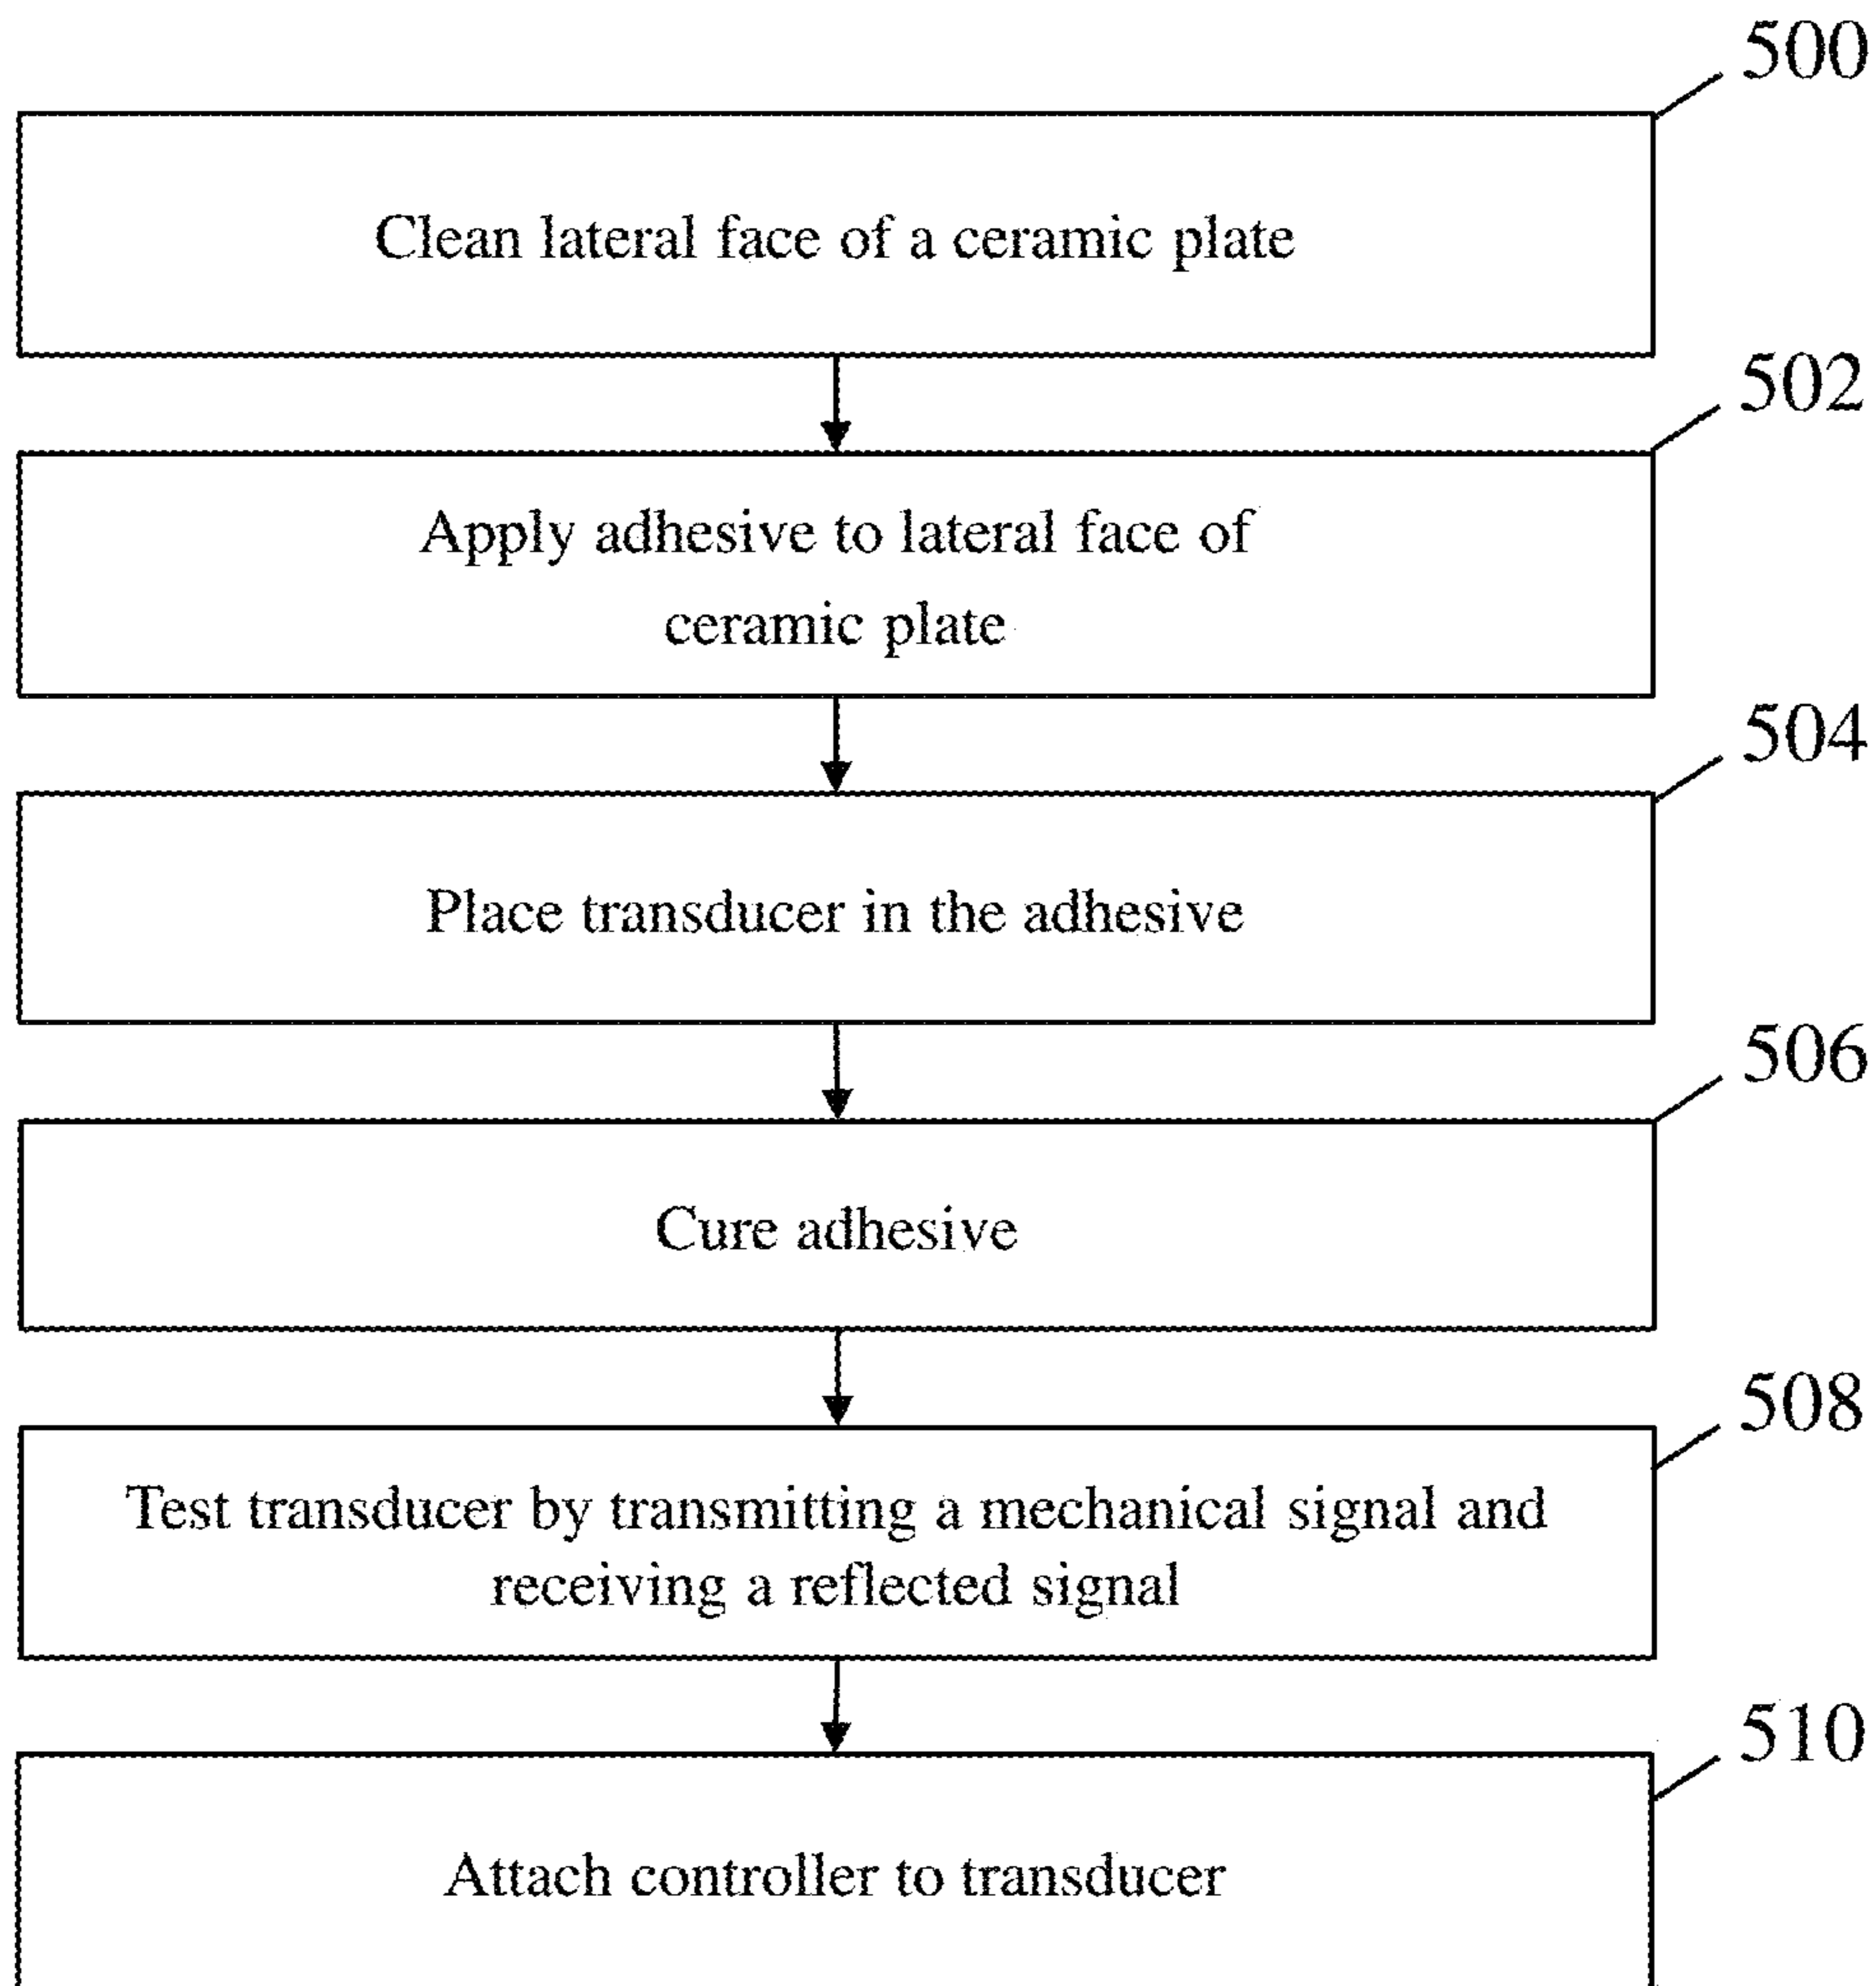 500
Clean lateral face of a ceramic plate
502
Apply adhesive to lateral face of
ceramic plate
504
Place transducer in the adhesive
506
Cure adhesive
508
Test transducer by transmitting a mechanical signal and
receiving a reflected signal
510
Attach controller to transducer